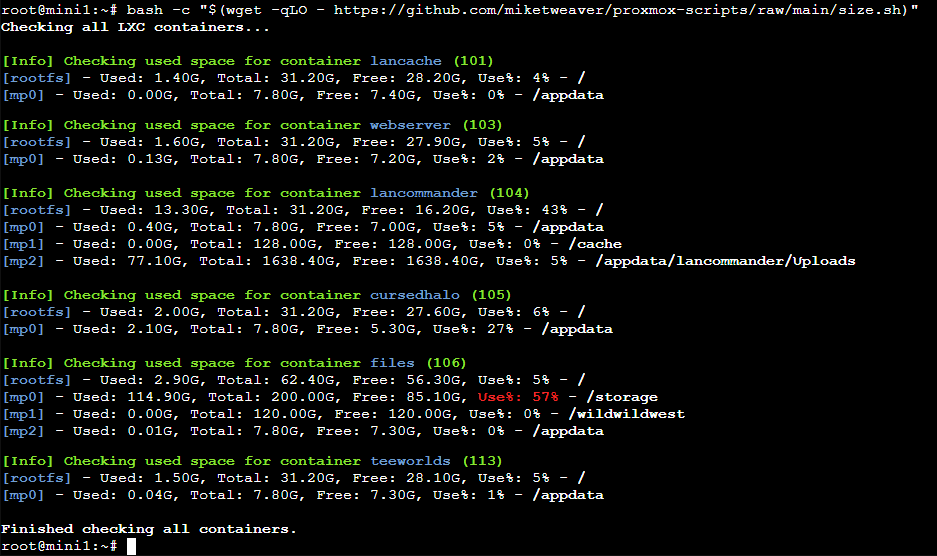 root@mini1:~# bash -c "$(wget -qLO - https://github.com/miketweaver/proxmox-scripts/raw/main/size.sh)"
Checking all LXC containers...
[Info] Checking used space for container lancache (101)
[rootfs] - Used: 1.40G, Total: 31.20G, Free: 28.20G, Use%: 4% - /
[mp0] - Used: 0.00G, Total: 7.80G, Free: 7.40G, Use%: 0% - /appdata
[Info] Checking used space for container webserver (103)
[rootfs] - Used: 1.60G, Total: 31.20G, Free: 27.90G, Use%: 5% - /
[mp0] - Used: 0.13G, Total: 7.80G, Free: 7.20G, Use%: 2% - /appdata
[Info] Checking used space for container lancommander (104)
[rootfs] - Used: 13.30G, Total: 31.20G, Free: 16.20G, Use%: 43% - /
[mp0] - Used: 0.40G, Total: 7.80G, Free: 7.00G, Use%: 5% - /appdata
[mp1] - Used: 0.00G, Total: 128.00G, Free: 128.00G, Use%: 0% - /cache
[mp2] - Used: 77.10G, Total: 1638.40G, Free: 1638.40G, Use%: 5% - /appdata/lancommander/Uploads
[Info] Checking used space for container cursedhalo (105)
[rootfs] - Used: 2.00G, Total: 31.20G, Free: 27.60G, Use%: 6% - /
[mp0] - Used: 2.10G, Total: 7.80G, Free: 5.30G, Use%: 27% - /appdata
[Info] Checking used space for container files (106)
[rootfs] - Used: 2.90G, Total: 62.40G, Free: 56.30G, Use%: 5% - /
[mp0] - Used: 114.90G, Total: 200.00G, Free: 85.10G, Use%: 57% - /storage
[mp1] - Used: 0.00G, Total: 120.00G, Free: 120.00G, Use%: 0% - /wildwildwest
[mp2] - Used: 0.01G, Total: 7.80G, Free: 7.30G, Use%: 0% - /appdata
[Info] Checking used space for container teeworlds (113)
[rootfs] - Used: 1.50G, Total: 31.20G, Free: 28.10G, Use%: 5% - /
[mp0] - Used: 0.04G, Total: 7.80G, Free: 7.30G, Use%: 1% - /appdata
Finished checking all containers.
root@mini1:~#